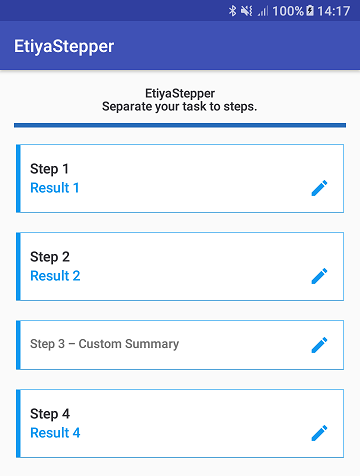 100% 14:17
EtiyaStepper
EtiyaStepper
Separate your task to steps.
Step 1
Result 1
Step 2
Result 2
Step 3 – Custom Summary
Step 4
Result 4